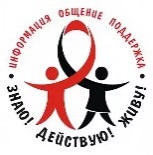 ИНФОРМАЦИЯ ОБЩЕНИЕ ПОДДЕРЖКА
ЗНАЮ! ДЕЙСТВУЮ! ЖИВУ!